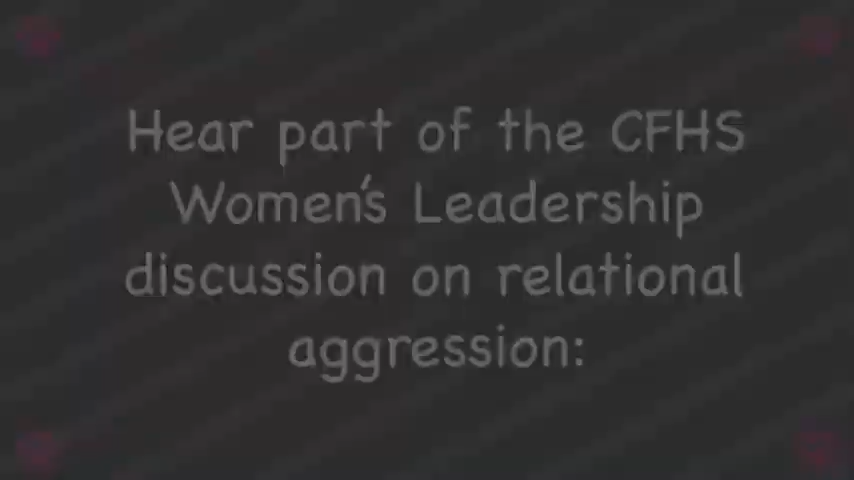 Hear part of the CFHS
Women's Leadership
discussion on relational
aggression: